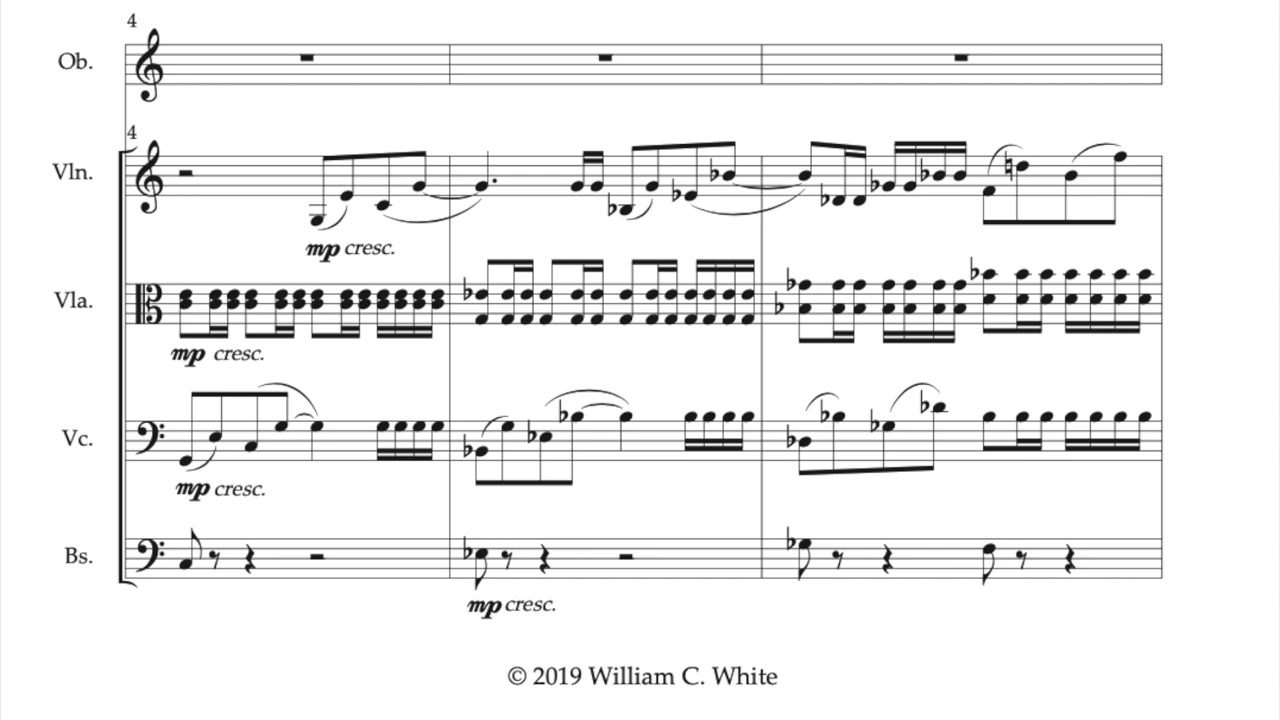 4
Ob.
4
Vln.
mp cresc.
Vla.
mp cresc.
Vc.
mp cresc.
Bs.
mp cresc.
© 2019 William C. White